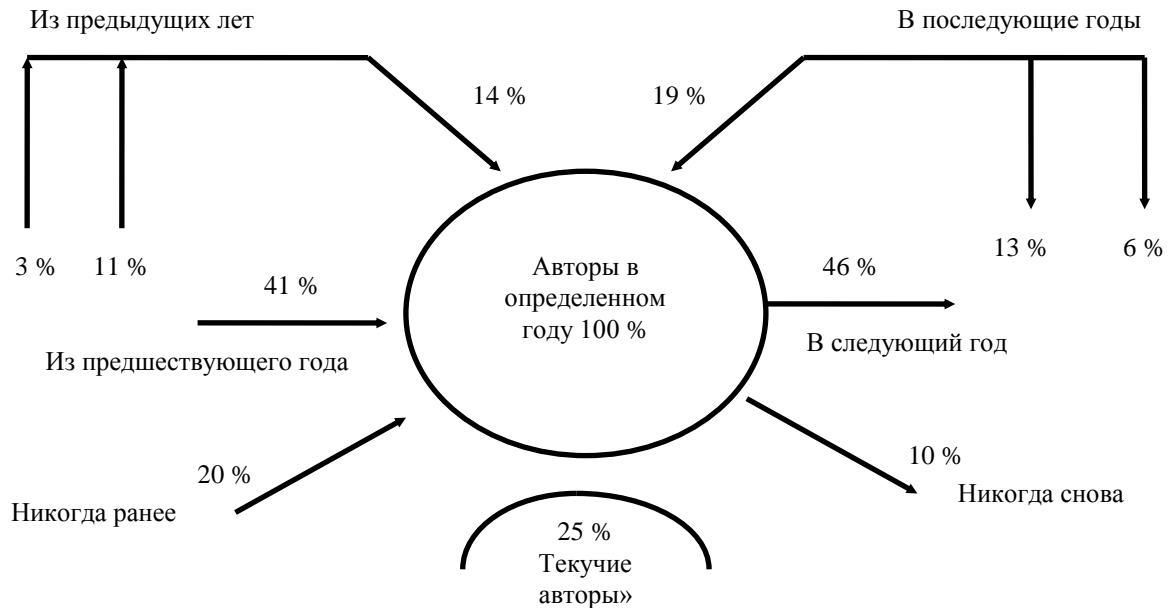 Из предыдущих лет
В последующие годы
14 %
19 %
3 %
11 %
13 %
6 %
41 %
Авторы в
определенном
году 100 %
46 %
Из предшествующего года
В следующий год
20 %
10 %
Никогда ранее
Никогда снова
25 %
Текучие
авторы»